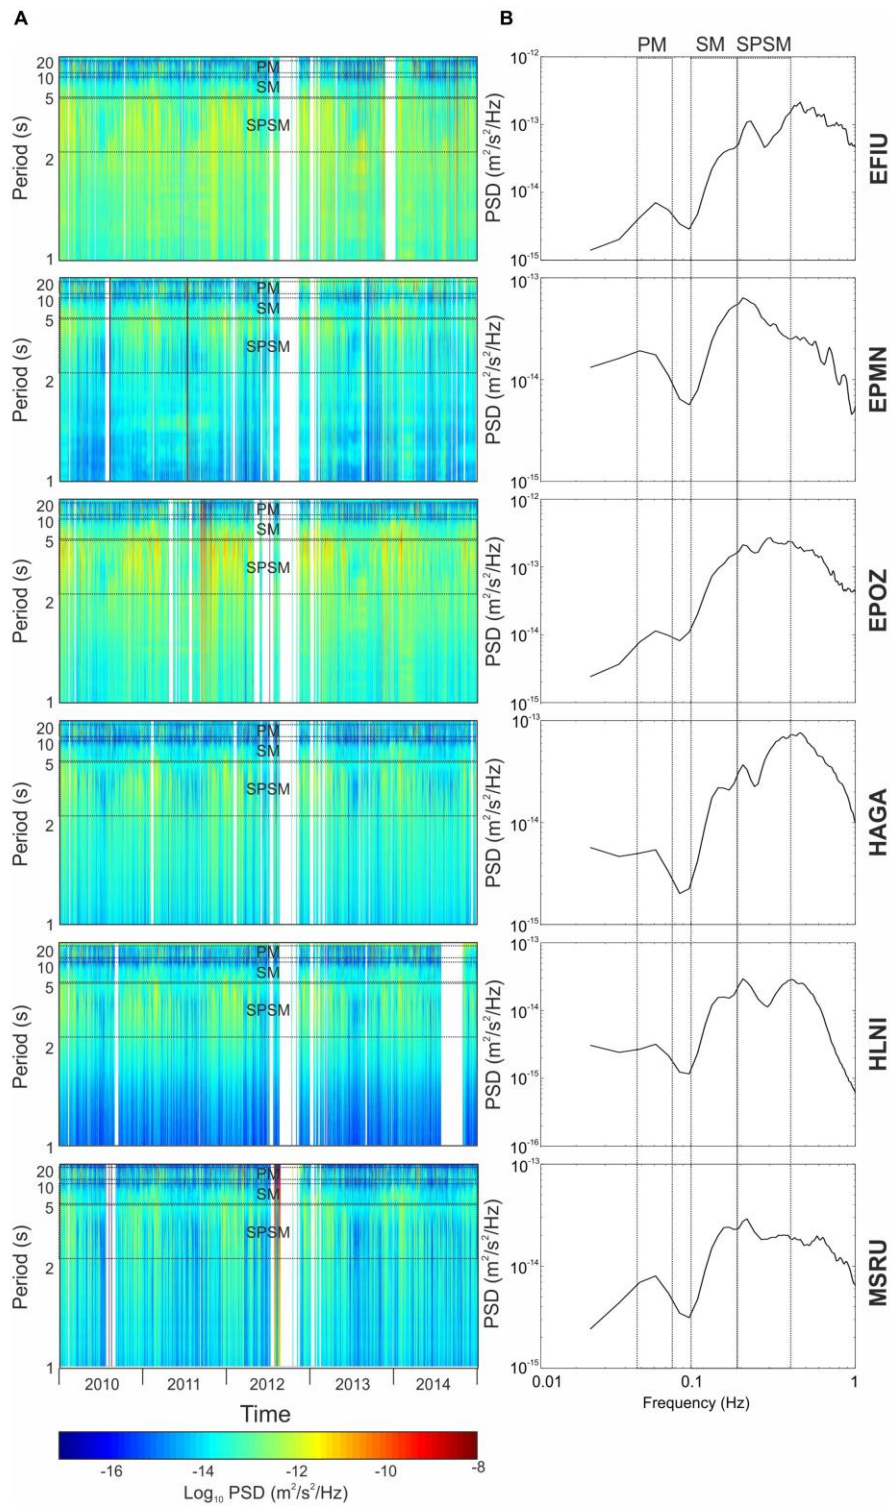 A
B
PM SM SPSM
Period (s)
20
10
5
2
1
PM
SM
SPSM
PSD (m²/s²/Hz)
10⁻¹²
10⁻¹³
10⁻¹⁴
10⁻¹⁵
EFIU
Period (s)
20
10
5
2
1
PM
SM
SPSM
PSD (m²/s²/Hz)
10⁻¹³
10⁻¹⁴
10⁻¹⁵
EPMN
Period (s)
20
10
5
2
1
PM
SM
SPSM
PSD (m²/s²/Hz)
10⁻¹²
10⁻¹³
10⁻¹⁴
10⁻¹⁵
EPOZ
Period (s)
20
10
5
2
1
PM
SM
SPSM
PSD (m²/s²/Hz)
10⁻¹³
10⁻¹⁴
10⁻¹⁵
HAGA
Period (s)
20
10
5
2
1
PM
SM
SPSM
PSD (m²/s²/Hz)
10⁻¹³
10⁻¹⁴
10⁻¹⁵
10⁻¹⁶
HLNI
Period (s)
20
10
5
2
1
PM
SM
SPSM
PSD (m²/s²/Hz)
10⁻¹³
10⁻¹⁴
10⁻¹⁵
MSRU
2010 2011 2012 2013 2014
Time
0.01 0.1 1
Frequency (Hz)
-16 -14 -12 -10 -8
Log₁₀ PSD (m²/s²/Hz)